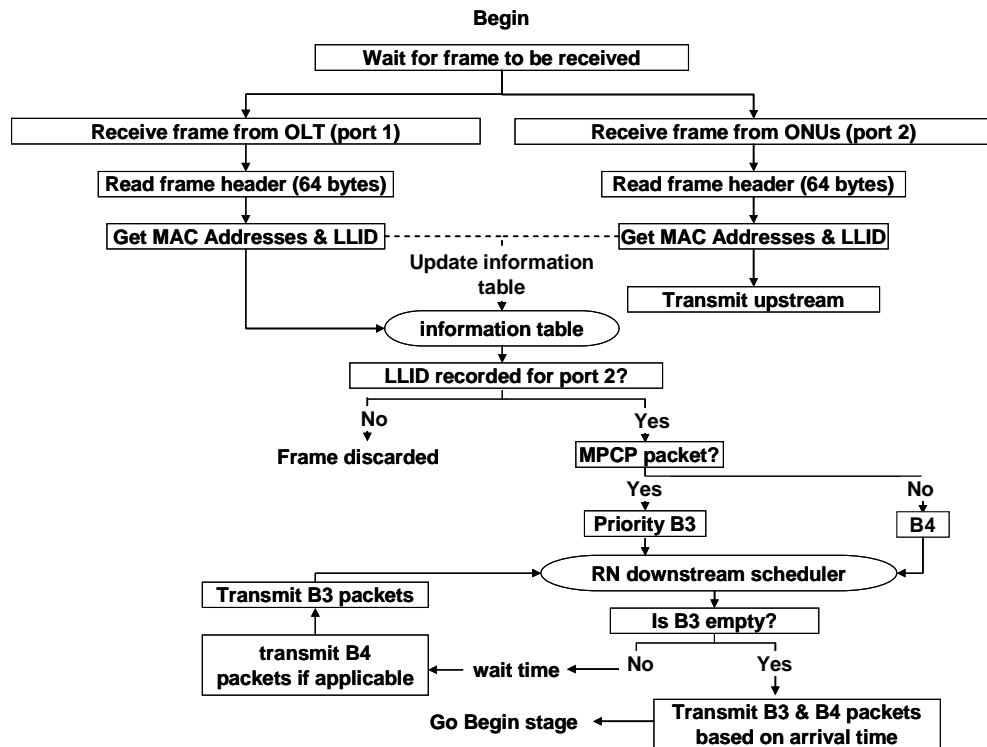 Begin
Wait for frame to be received
Receive frame from OLT (port 1)
Receive frame from ONUs (port 2)
Read frame header (64 bytes)
Read frame header (64 bytes)
Get MAC Addresses & LLID
Get MAC Addresses & LLID
Update information
table
Transmit upstream
information table
LLID recorded for port 2?
No
Yes
Frame discarded
MPCP packet?
Yes
No
Priority B3
B4
RN downstream scheduler
Transmit B3 packets
Is B3 empty?
transmit B4
packets if applicable
wait time
No
Yes
Go Begin stage
Transmit B3 & B4 packets
based on arrival time